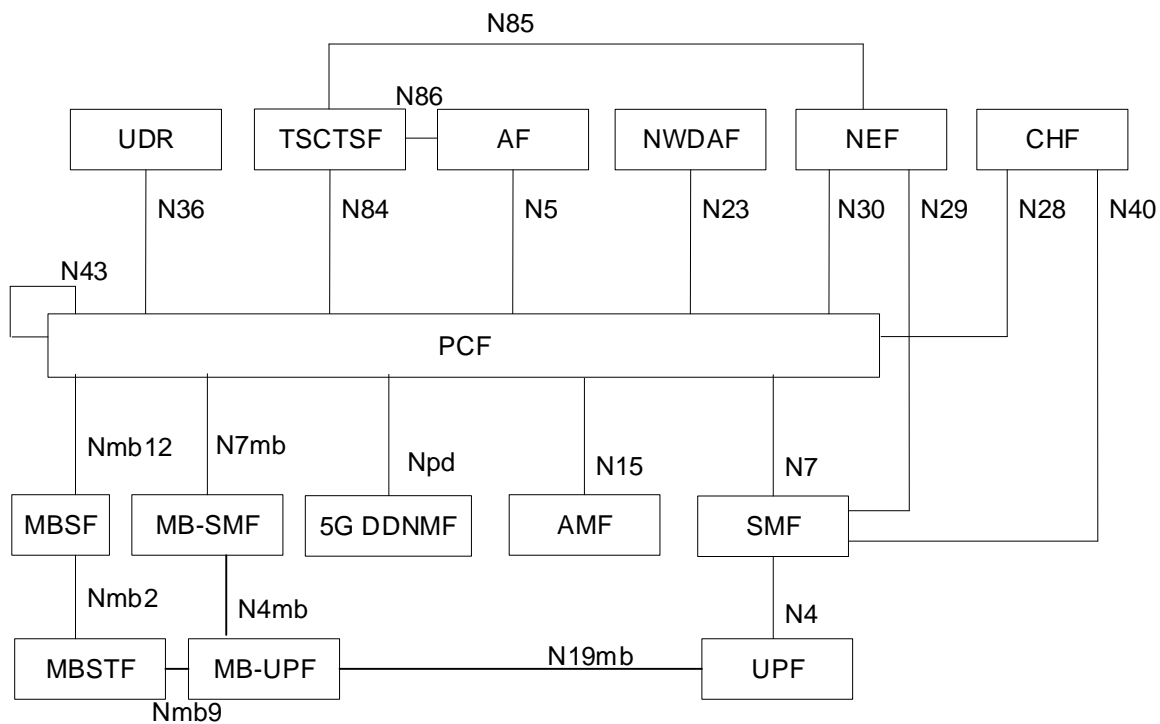 N85
N86
UDR
TSCTSF
AF
NWDAF
NEF
CHF
N36
N84
N5
N23
N30
N29
N28
N40
N43
PCF
Nmb12
N7mb
Npd
N15
N7
MBSF
MB-SMF
5G DDNMF
AMF
SMF
Nmb2
N4mb
N4
MBSTF
MB-UPF
N19mb
UPF
Nmb9